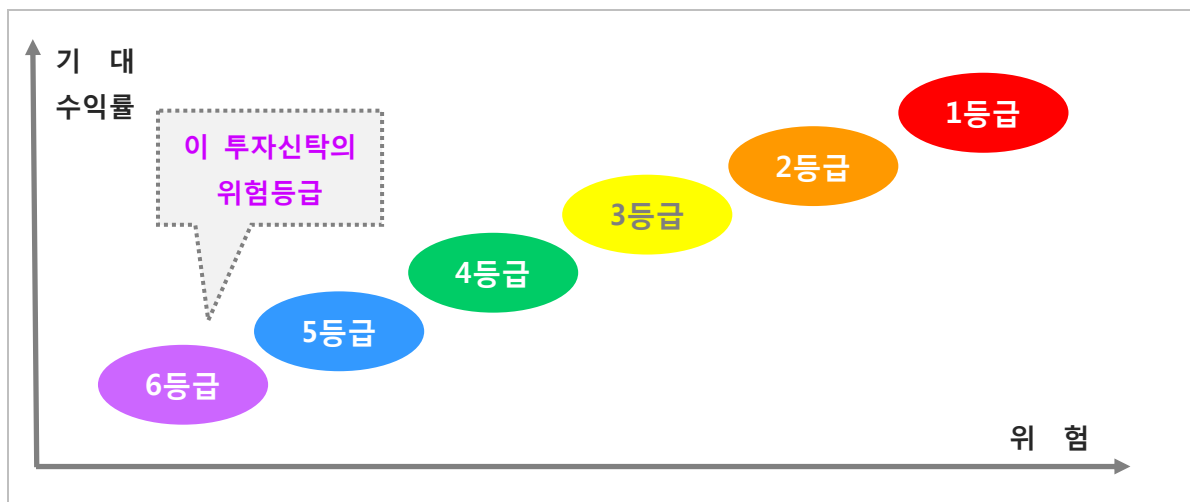 기 대
수익률
이 투자신탁의
위험등급
1등급
2등급
3등급
4등급
5등급
6등급
위 험